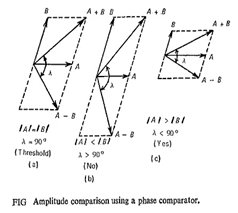 B
A + B
B
A + B
A + B
B
λ
A
λ
A
λ
A
A − B
A − B
A − B
|A|=|B|
λ = 90°
(Threshold)
(a)
|A| < |B|
λ > 90°
(No)
(b)
|A| > |B|
λ < 90°
(Yes)
(c)
FIG Amplitude comparison using a phase comparator.